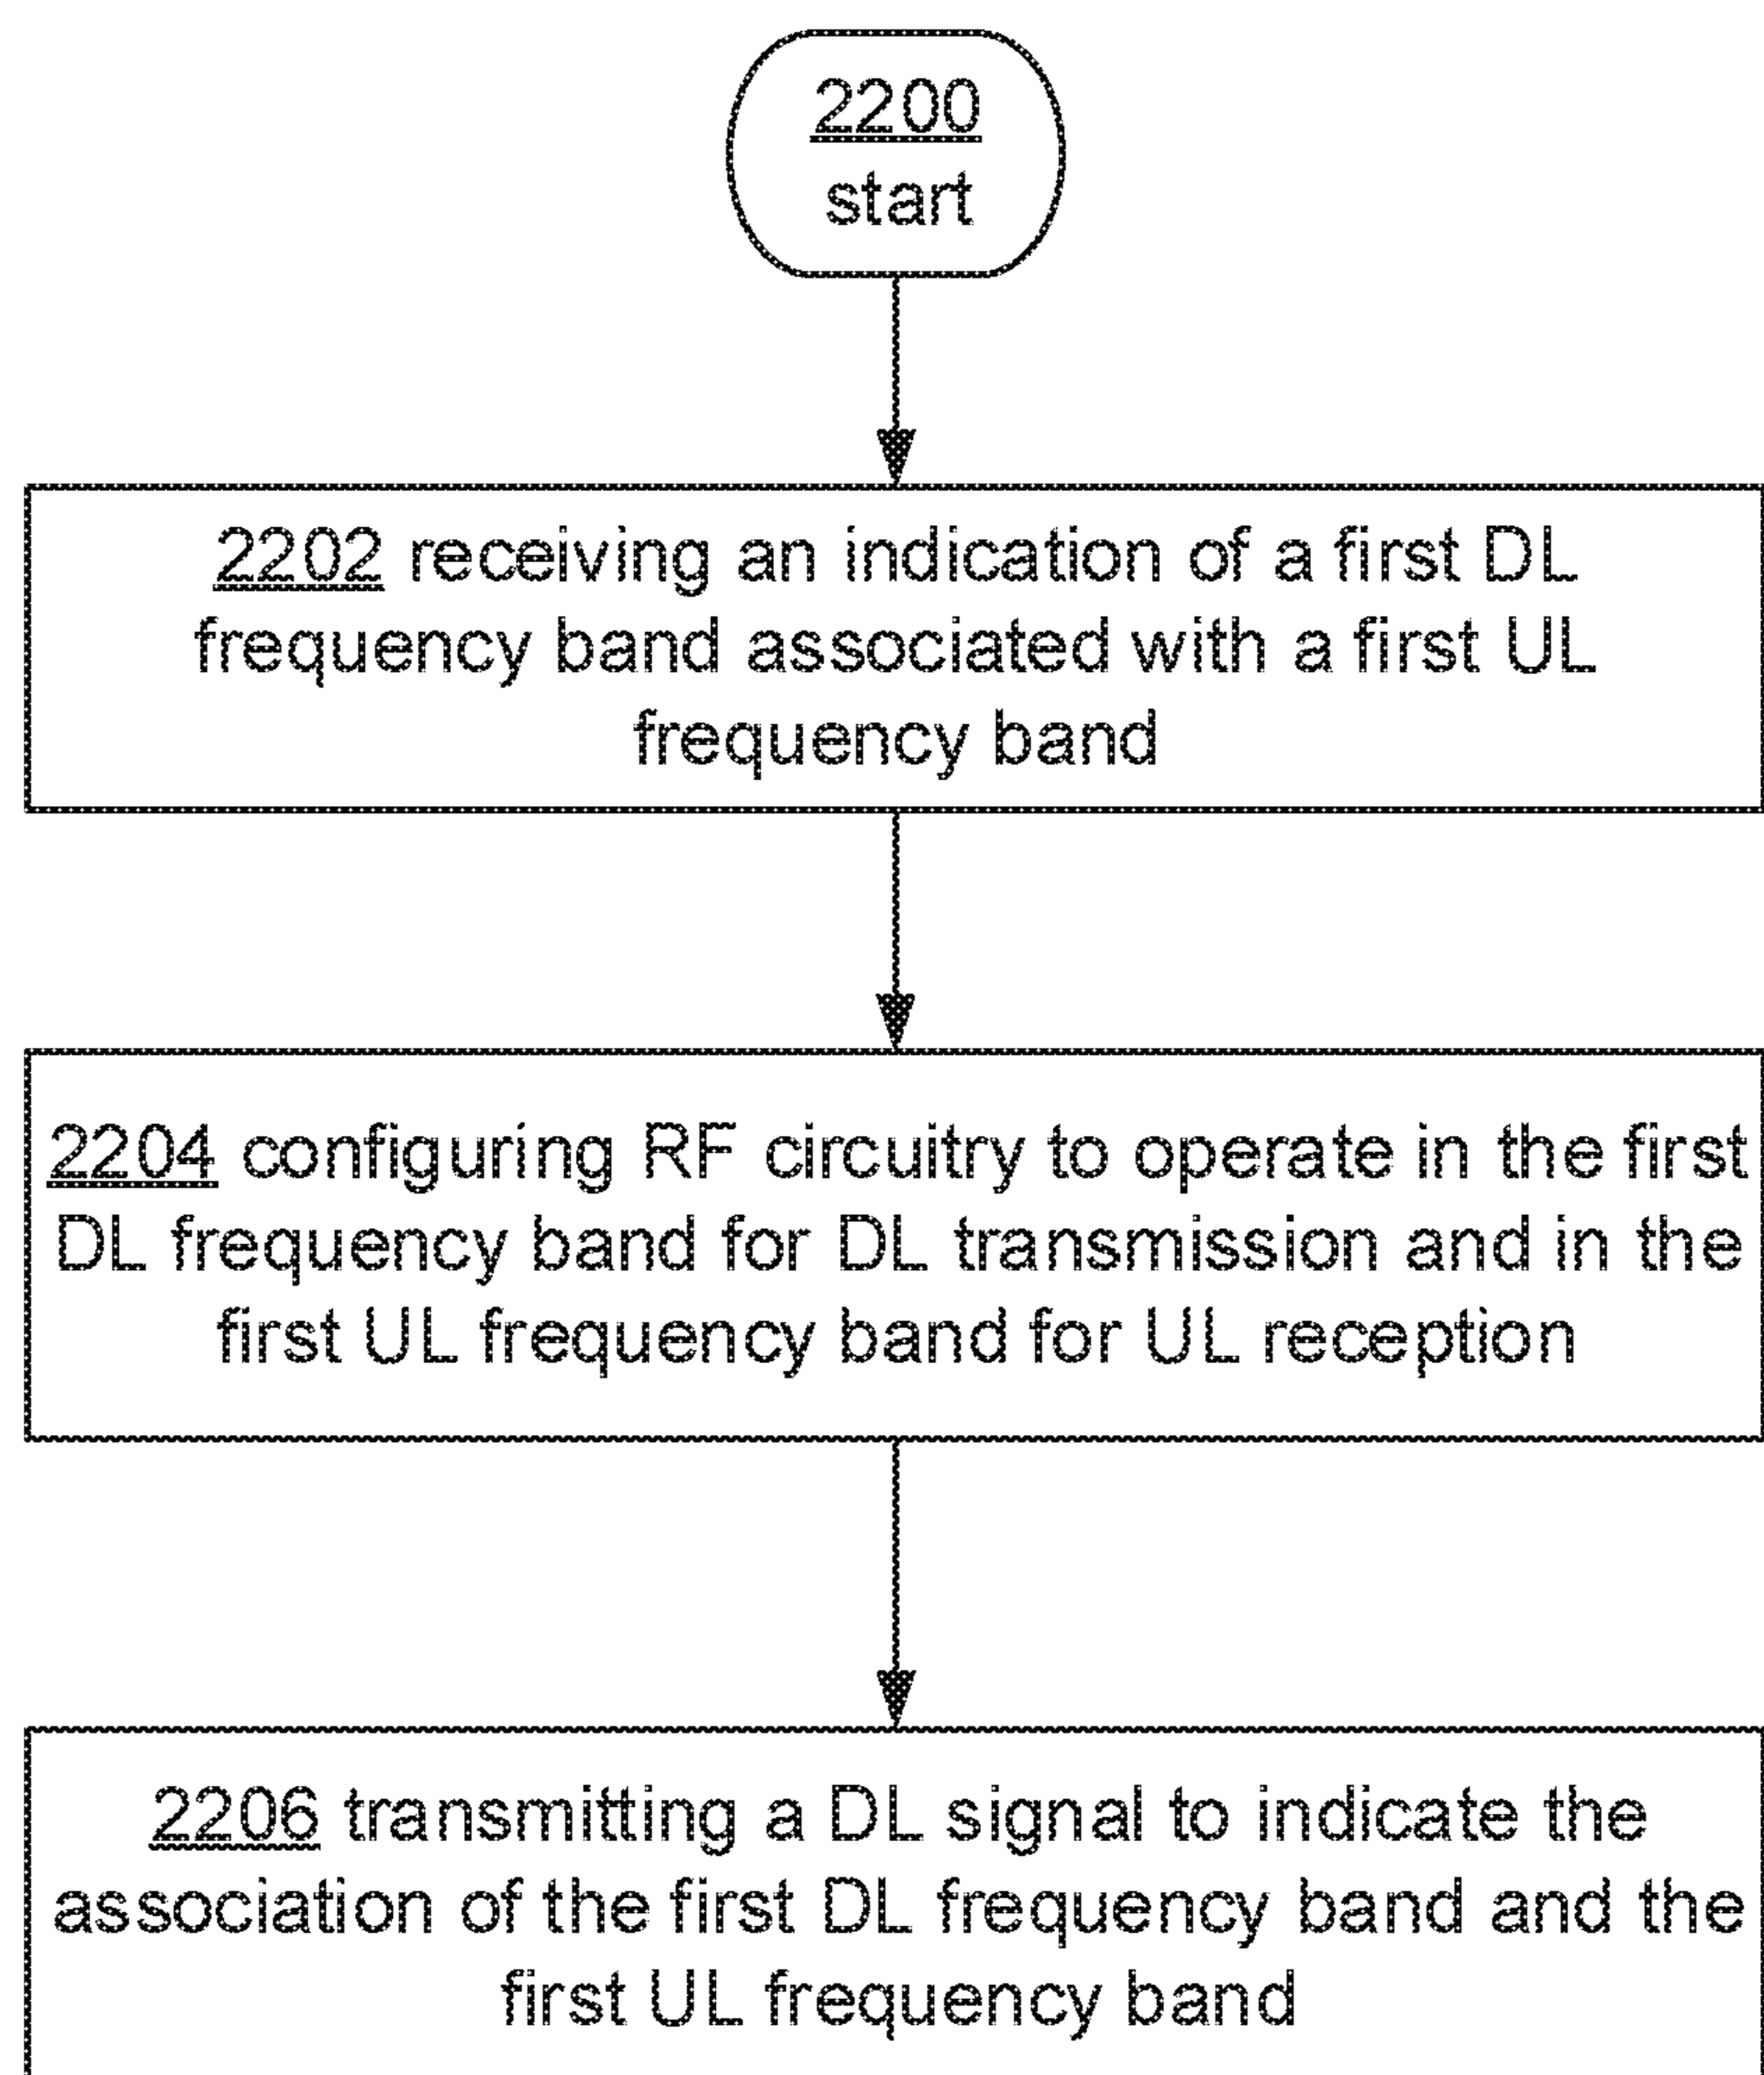 2200
start
2202 receiving an indication of a first DL
frequency band associated with a first UL
frequency band
2204 configuring RF circuitry to operate in the first
DL frequency band for DL transmission and in the
first UL frequency band for UL reception
2206 transmitting a DL signal to indicate the
association of the first DL frequency band and the
first UL frequency band